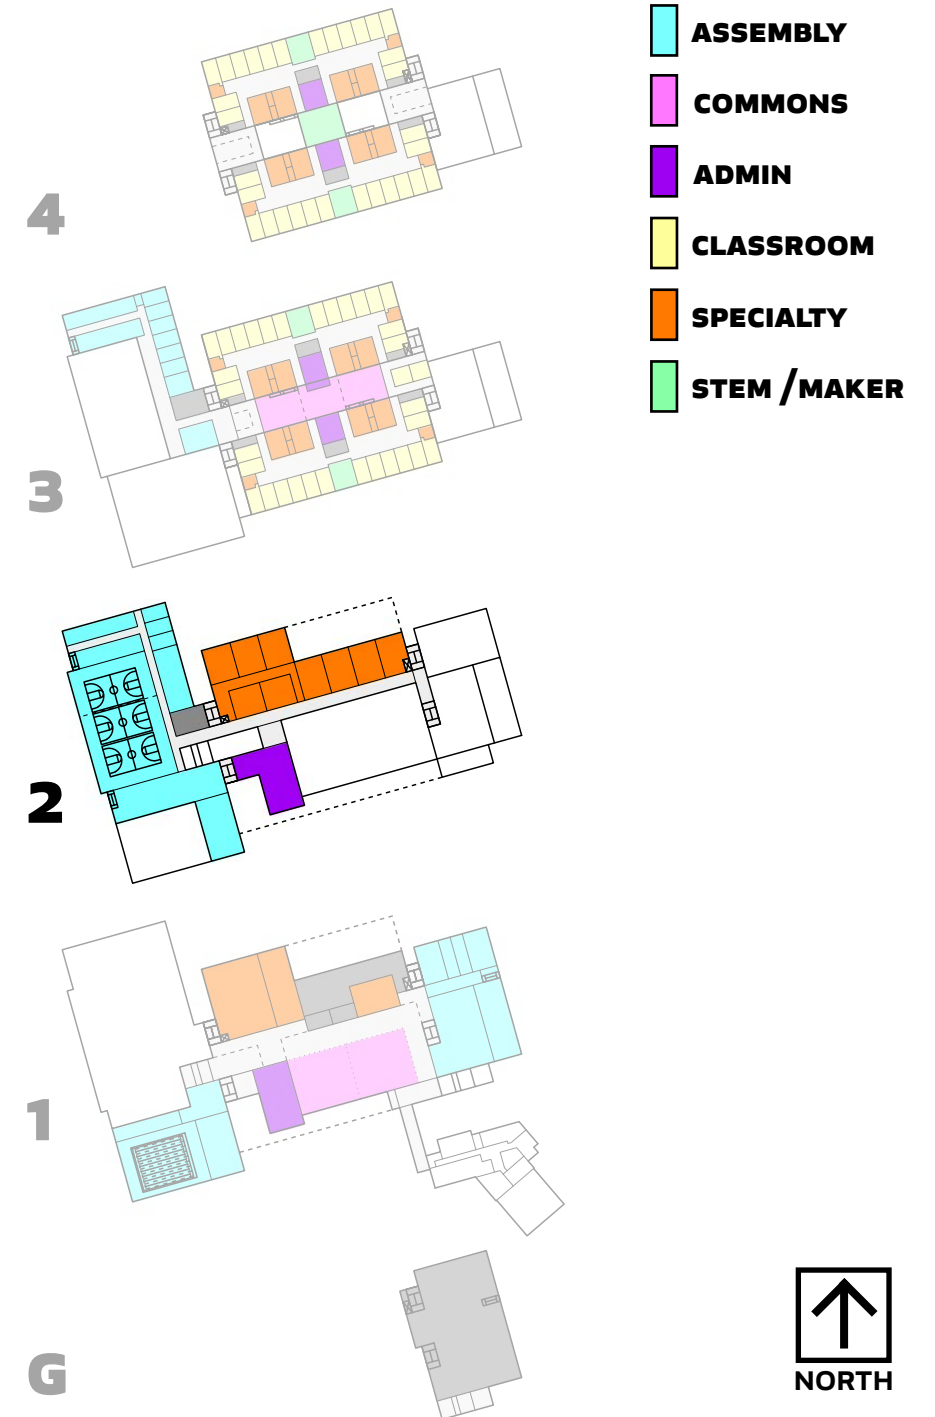 ASSEMBLY
COMMONS
ADMIN
CLASSROOM
SPECIALTY
STEM /MAKER
4
3
2
1
G
NORTH